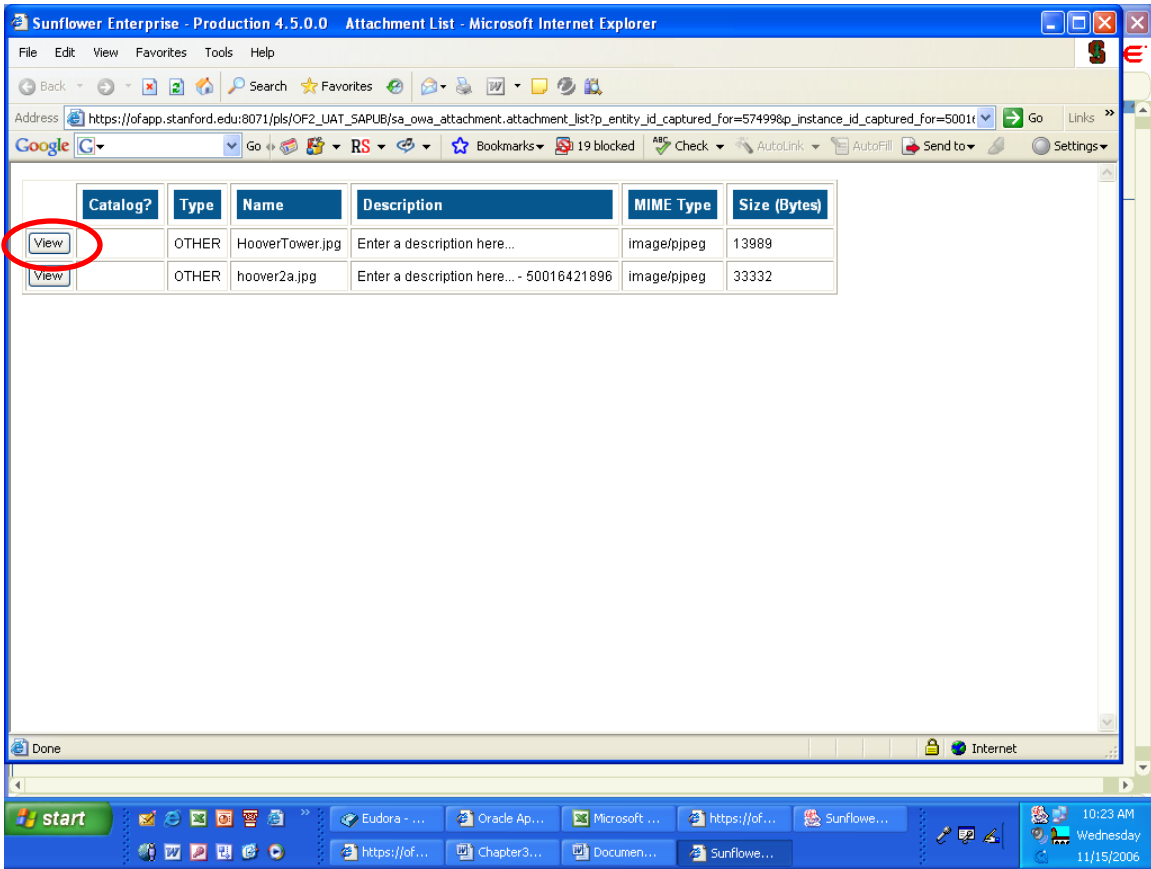 Sunflower Enterprise - Production 4.5.0.0 Attachment List - Microsoft Internet Explorer
File Edit View Favorites Tools Help
Back Search Favorites
Address https://ofapp.stanford.edu:8071/pls/OF2_UAT_SAPUB/sa_owa_attachment.attachment_list?p_entity_id_captured_for=57499&p_instance_id_captured_for=5001 Go Links »
Google G Go RS Bookmarks 19 blocked ABC Check AutoLink AutoFill Send to Settings
Catalog? Type Name Description MIME Type Size (Bytes)
View OTHER HooverTower.jpg Enter a description here... image/pjpeg 13989
View OTHER hoover2a.jpg Enter a description here... - 50016421896 image/pjpeg 33332
Done Internet
start » Eudora - ... Oracle Ap... Microsoft ... https://of... Sunflowe... 10:23 AM
https://of... Chapter3... Documen... Sunflowe... Wednesday
11/15/2006